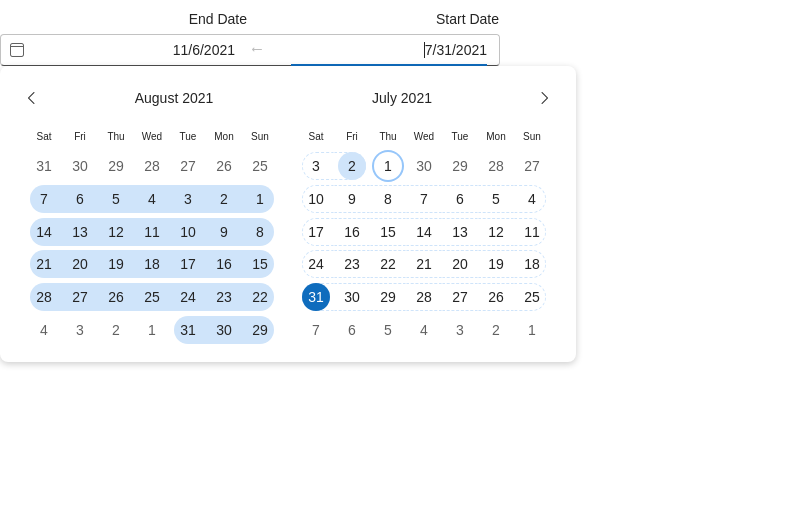 End Date Start Date
11/6/2021 ← 7/31/2021
August 2021 July 2021
Sat Fri Thu Wed Tue Mon Sun Sat Fri Thu Wed Tue Mon Sun
31 30 29 28 27 26 25 3 2 1 30 29 28 27
7 6 5 4 3 2 1 10 9 8 7 6 5 4
14 13 12 11 10 9 8 17 16 15 14 13 12 11
21 20 19 18 17 16 15 24 23 22 21 20 19 18
28 27 26 25 24 23 22 31 30 29 28 27 26 25
4 3 2 1 31 30 29 7 6 5 4 3 2 1